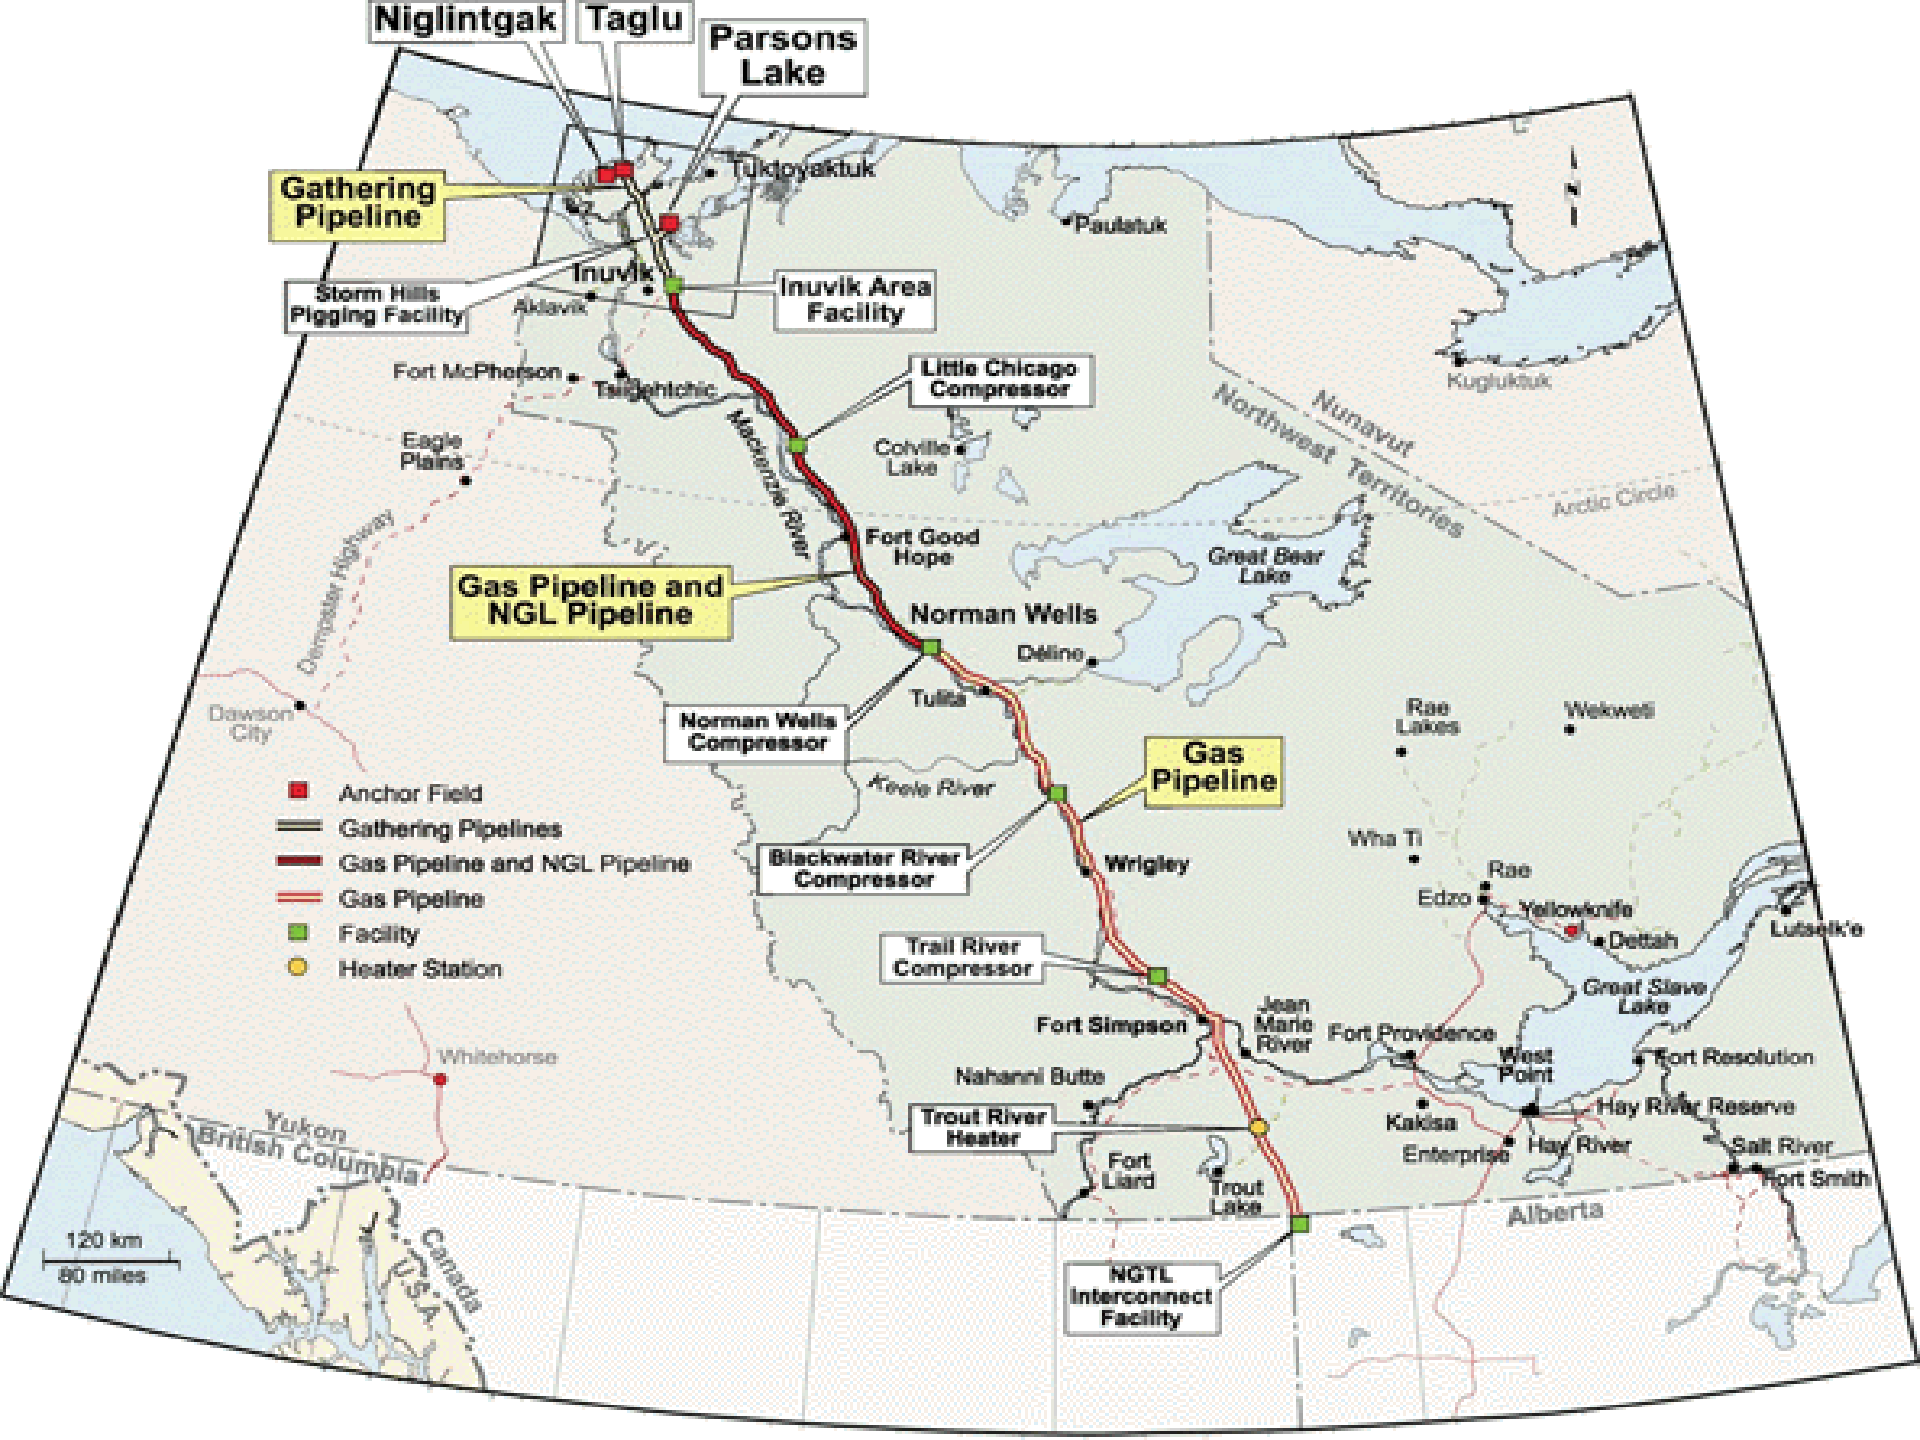 Niglintgak
Taglu
Parsons
Lake
Gathering
Pipeline
Tuktoyaktuk
Paulatuk
N
Storm Hills
Pigging Facility
Inuvik
Aklavik
Inuvik Area
Facility
Fort McPherson
Tsiigehtchic
Little Chicago
Compressor
Kugluktuk
Nunavut
Northwest Territories
Arctic Circle
Eagle
Plains
Mackenzie River
Colville
Lake
Dempster Highway
Fort Good
Hope
Great Bear
Lake
Gas Pipeline and
NGL Pipeline
Norman Wells
Déline
Tulita
Dawson
City
Norman Wells
Compressor
Rae
Lakes
Wekweti
Gas
Pipeline
Keele River
Anchor Field
Gathering Pipelines
Gas Pipeline and NGL Pipeline
Gas Pipeline
Facility
Heater Station
Blackwater River
Compressor
Wrigley
Wha Ti
Rae
Edzo
Yellowknife
Dettah
Lutselk'e
Trail River
Compressor
Great Slave
Lake
Fort Simpson
Jean
Marie
River
Fort Providence
West
Point
Fort Resolution
Whitehorse
Nahanni Butte
Trout River
Heater
Kakisa
Hay River Reserve
Enterprise
Hay River
Salt River
Fort Smith
Yukon
British Columbia
Fort
Liard
Trout
Lake
Alberta
120 km
80 miles
Canada
U.S.A.
NGTL
Interconnect
Facility